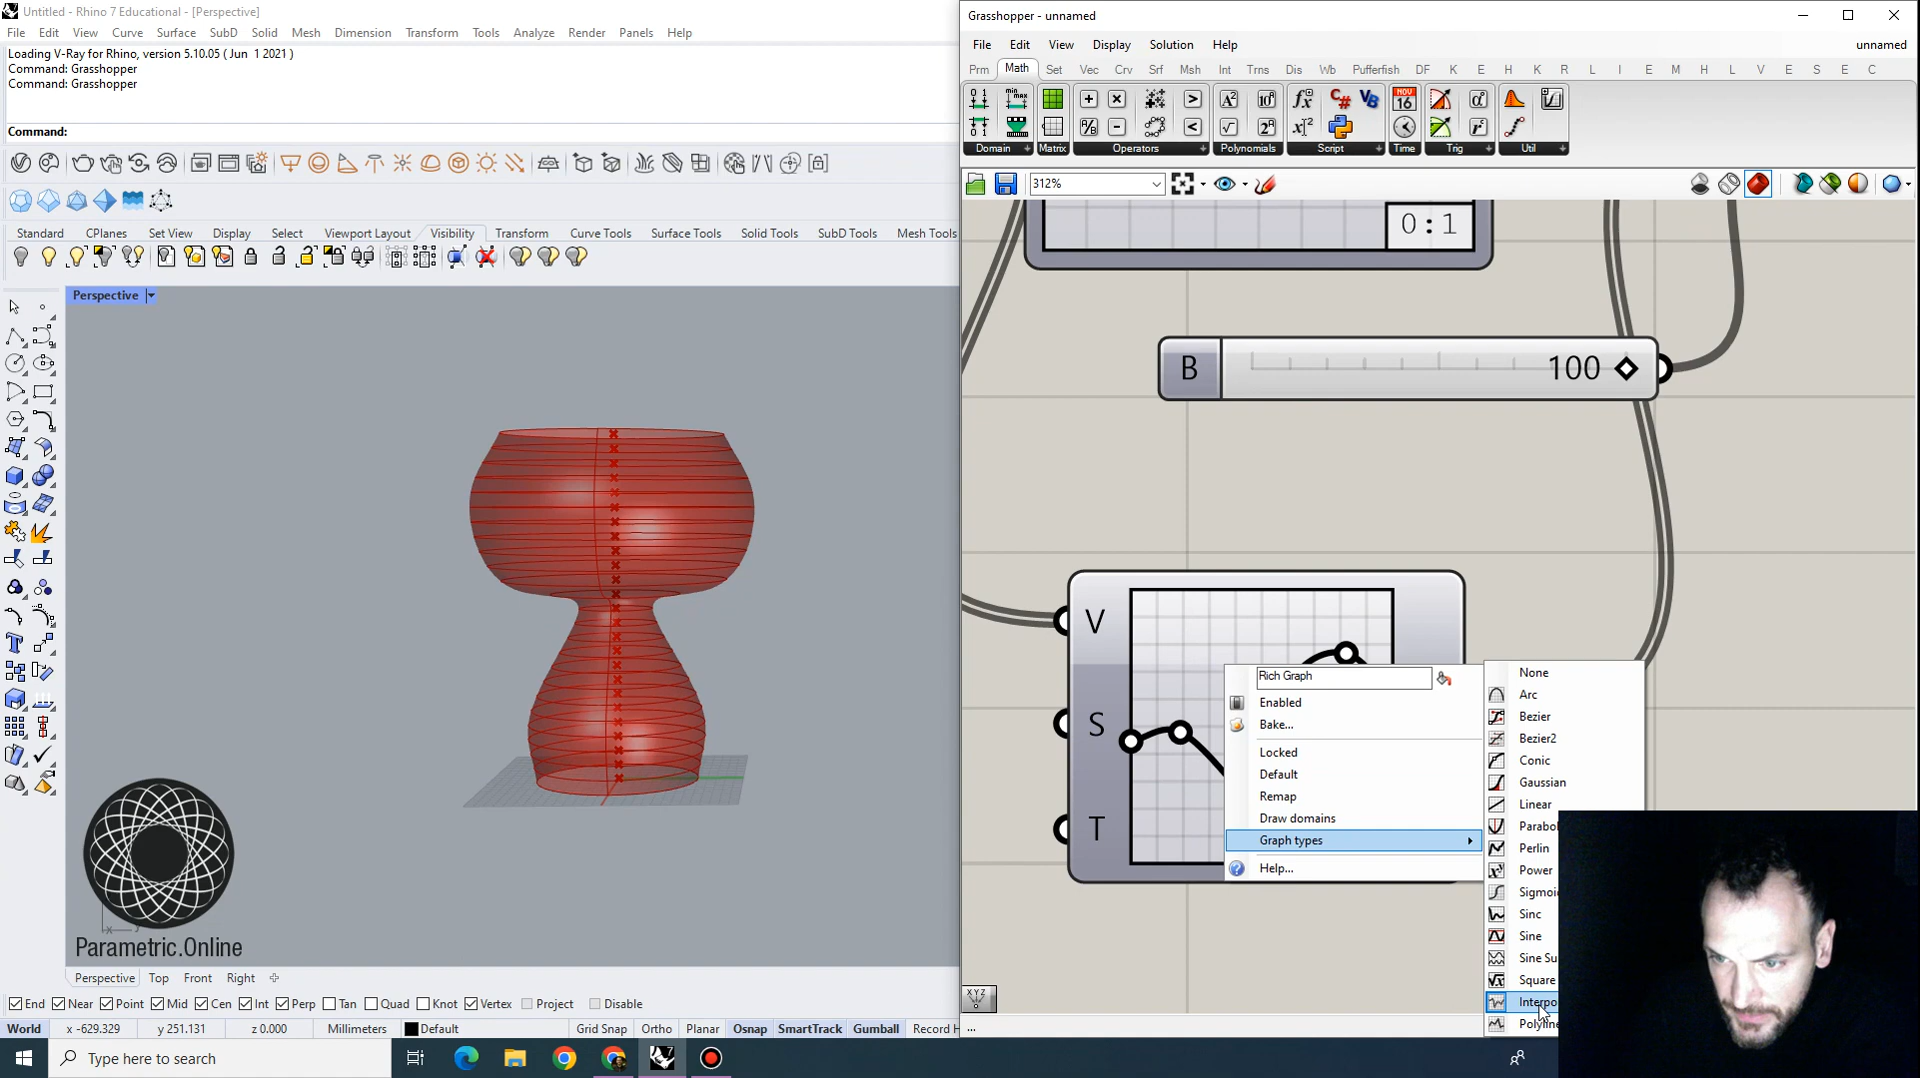 Untitled - Rhino 7 Educational - [Perspective]
File Edit View Curve Surface SubD Solid Mesh Dimension Transform Tools Analyze Render Panels Help
Loading V-Ray for Rhino, version 5.10.05 ( Jun 1 2021 )
Command: Grasshopper
Command: Grasshopper
Command:
Standard CPlanes Set View Display Select Viewport Layout Visibility Transform Curve Tools Surface Tools Solid Tools SubD Tools Mesh Tools
Perspective
Parametric.Online
Perspective Top Front Right
End Near Point Mid Cen Int Perp Tan Quad Knot Vertex Project Disable
World x -629.329 y 251.131 z 0.000 Millimeters Default Grid Snap Ortho Planar Osnap SmartTrack Gumball Record H
Type here to search
Grasshopper - unnamed
File Edit View Display Solution Help unnamed
Prm Math Set Vec Crv Srf Msh Int Trns Dis Wb Pufferfish DF K E H K R L I E M H L V E S E C
Domain Matrix Operators Polynomials Script Time Trig Util
312%
0 : 1
B 100
V
S
T
Rich Graph
Enabled
Bake...
Locked
Default
Remap
Draw domains
Graph types
Help...
None
Arc
Bezier
Bezier2
Conic
Gaussian
Linear
Parabol
Perlin
Power
Sigmoi
Sinc
Sine
Sine Su
Square
Interpo
Polyline
XYZ
...